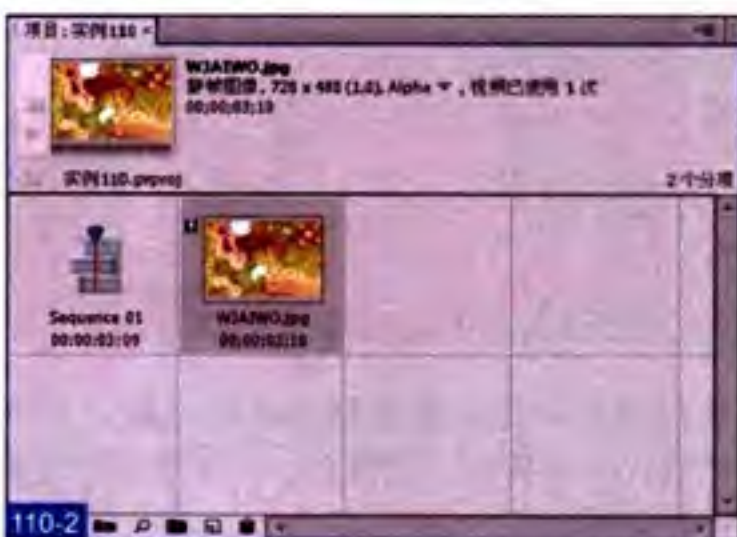 项目:实例110 ×
WJAIWO.jpg
静帧图像, 720 x 480 (1.0), Alpha ▼ , 视频已使用 1 次
00;00;03;10
实例110.prproj
2个分项
Sequence 01
00:00:03:09
WJAIWO.jpg
00;00;03;10
110-2